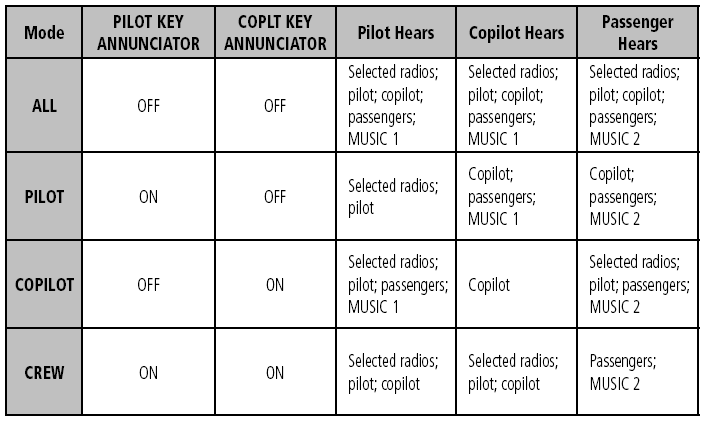 Mode
PILOT KEY
ANNUNCIATOR
COPLT KEY
ANNUNCIATOR
Pilot Hears
Copilot Hears
Passenger
Hears
ALL
OFF
OFF
Selected radios;
pilot; copilot;
passengers;
MUSIC 1
Selected radios;
pilot; copilot;
passengers;
MUSIC 1
Selected radios;
pilot; copilot;
passengers;
MUSIC 2
PILOT
ON
OFF
Selected radios;
pilot
Copilot;
passengers;
MUSIC 1
Copilot;
passengers;
MUSIC 2
COPILOT
OFF
ON
Selected radios;
pilot; passengers;
MUSIC 1
Copilot
Selected radios;
pilot; passengers;
MUSIC 2
CREW
ON
ON
Selected radios;
pilot; copilot
Selected radios;
pilot; copilot
Passengers;
MUSIC 2